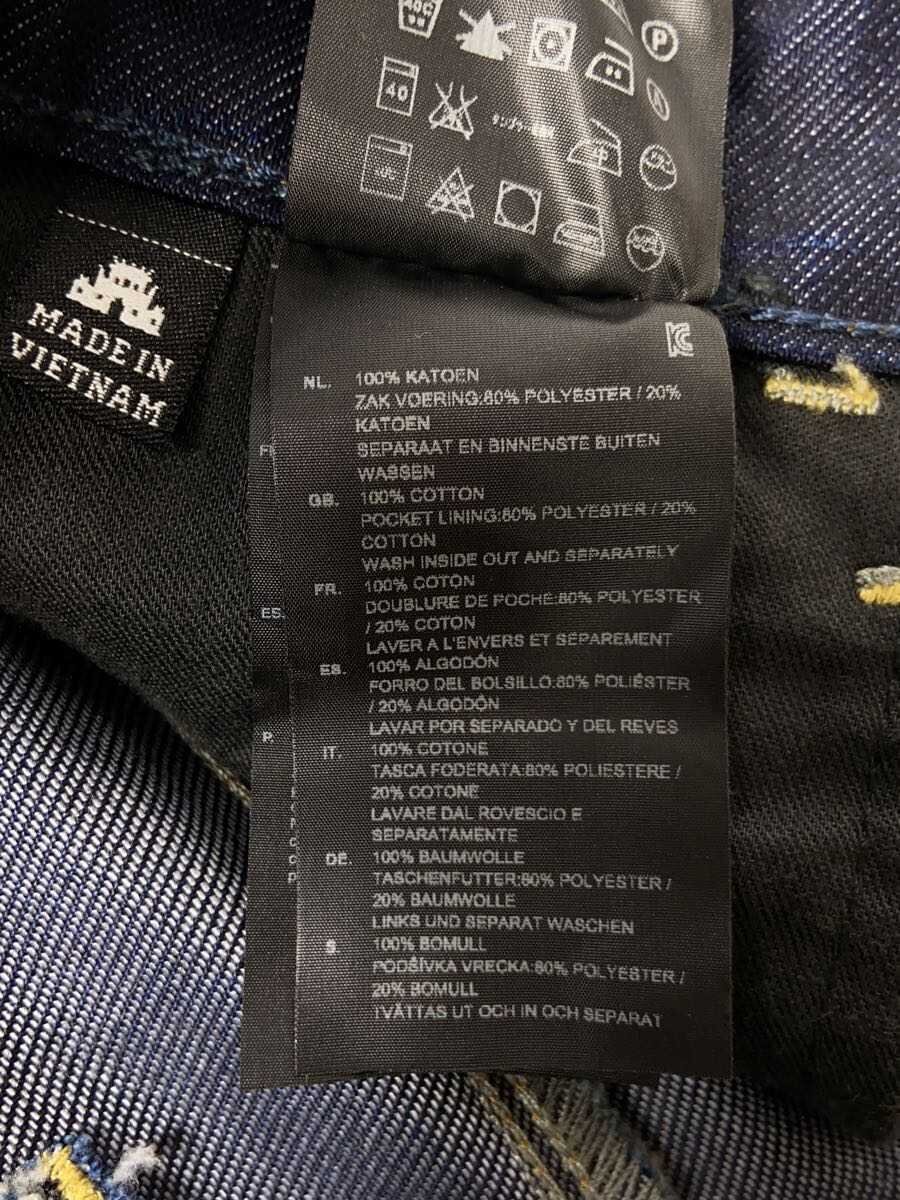 40
MADE IN
VIETNAM
NL. 100% KATOEN
ZAK VOERING:80% POLYESTER / 20%
KATOEN
SEPARAAT EN BINNENSTE BUITEN
WASSEN
GB. 100% COTTON
POCKET LINING:80% POLYESTER / 20%
COTTON
WASH INSIDE OUT AND SEPARATELY
FR. 100% COTON
DOUBLURE DE POCHE:80% POLYESTER
/ 20% COTON
LAVER A L'ENVERS ET SÉPAREMENT
ES. 100% ALGODÓN
FORRO DEL BOLSILLO:80% POLIÉSTER
/ 20% ALGODÓN
LAVAR POR SEPARADO Y DEL REVES
IT. 100% COTONE
TASCA FODERATA:80% POLIESTERE /
20% COTONE
LAVARE DAL ROVESCIO E
SEPARATAMENTE
DE. 100% BAUMWOLLE
TASCHENFUTTER:80% POLYESTER /
20% BAUMWOLLE
LINKS UND SEPARAT WASCHEN
S. 100% BOMULL
PODŠÍVKA VRECKA:80% POLYESTER /
20% BOMULL
TVÄTTAS UT OCH IN OCH SEPARAT
ES.
P